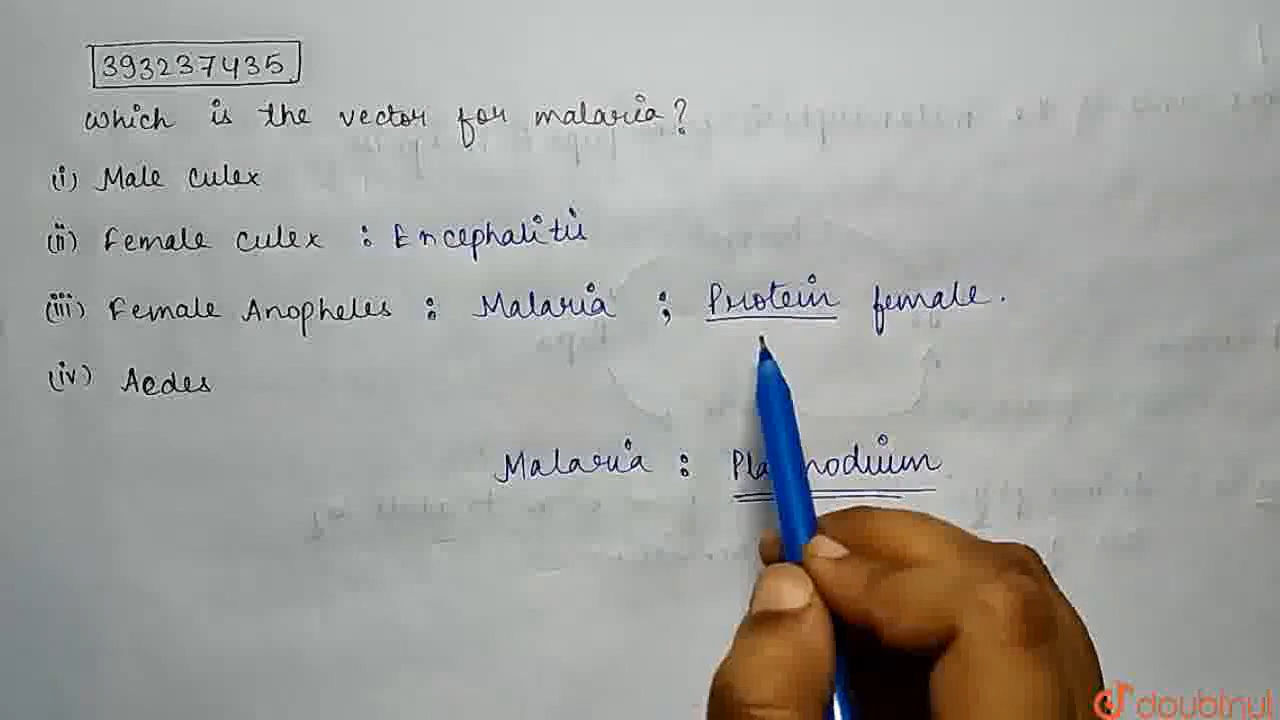 393237435
which is the vector for malaria?
(i) Male culex
(ii) Female culex : Encephalitis
(iii) Female Anopheles : Malaria ; Protein female.
(iv) Aedes
Malaria : Plasmodium
doubtnut